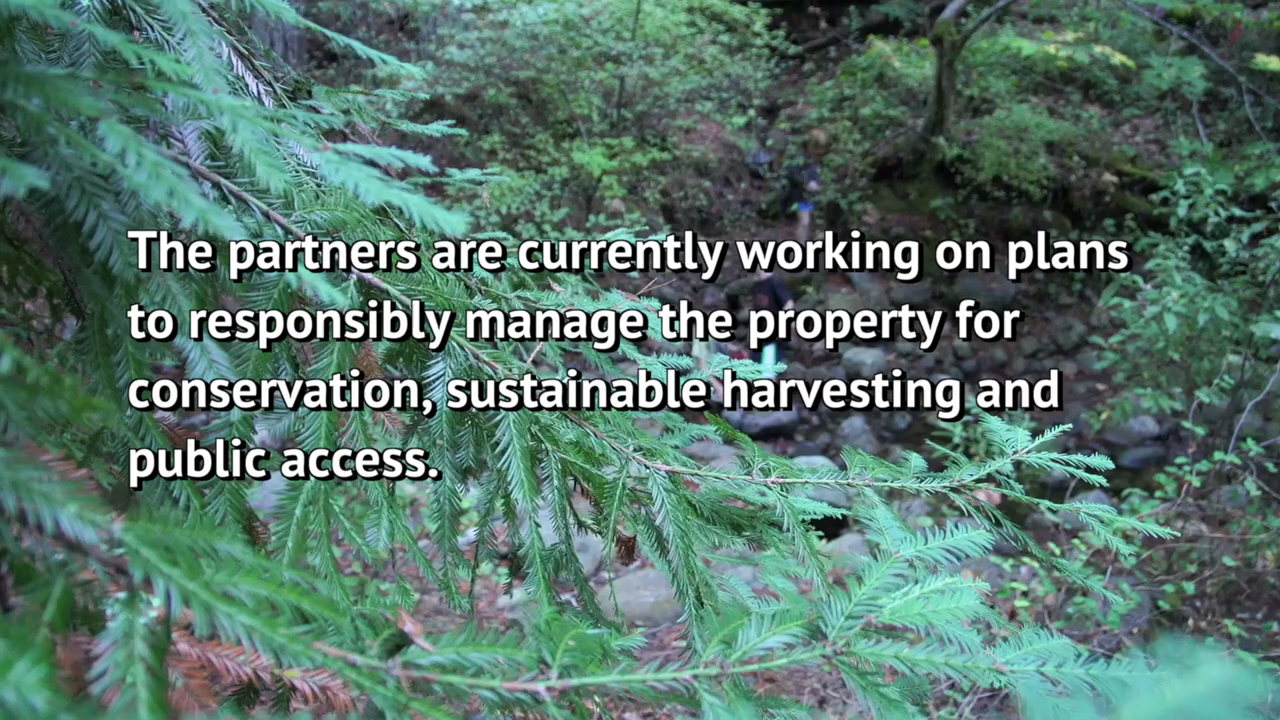 The partners are currently working on plans
to responsibly manage the property for
conservation, sustainable harvesting and
public access.